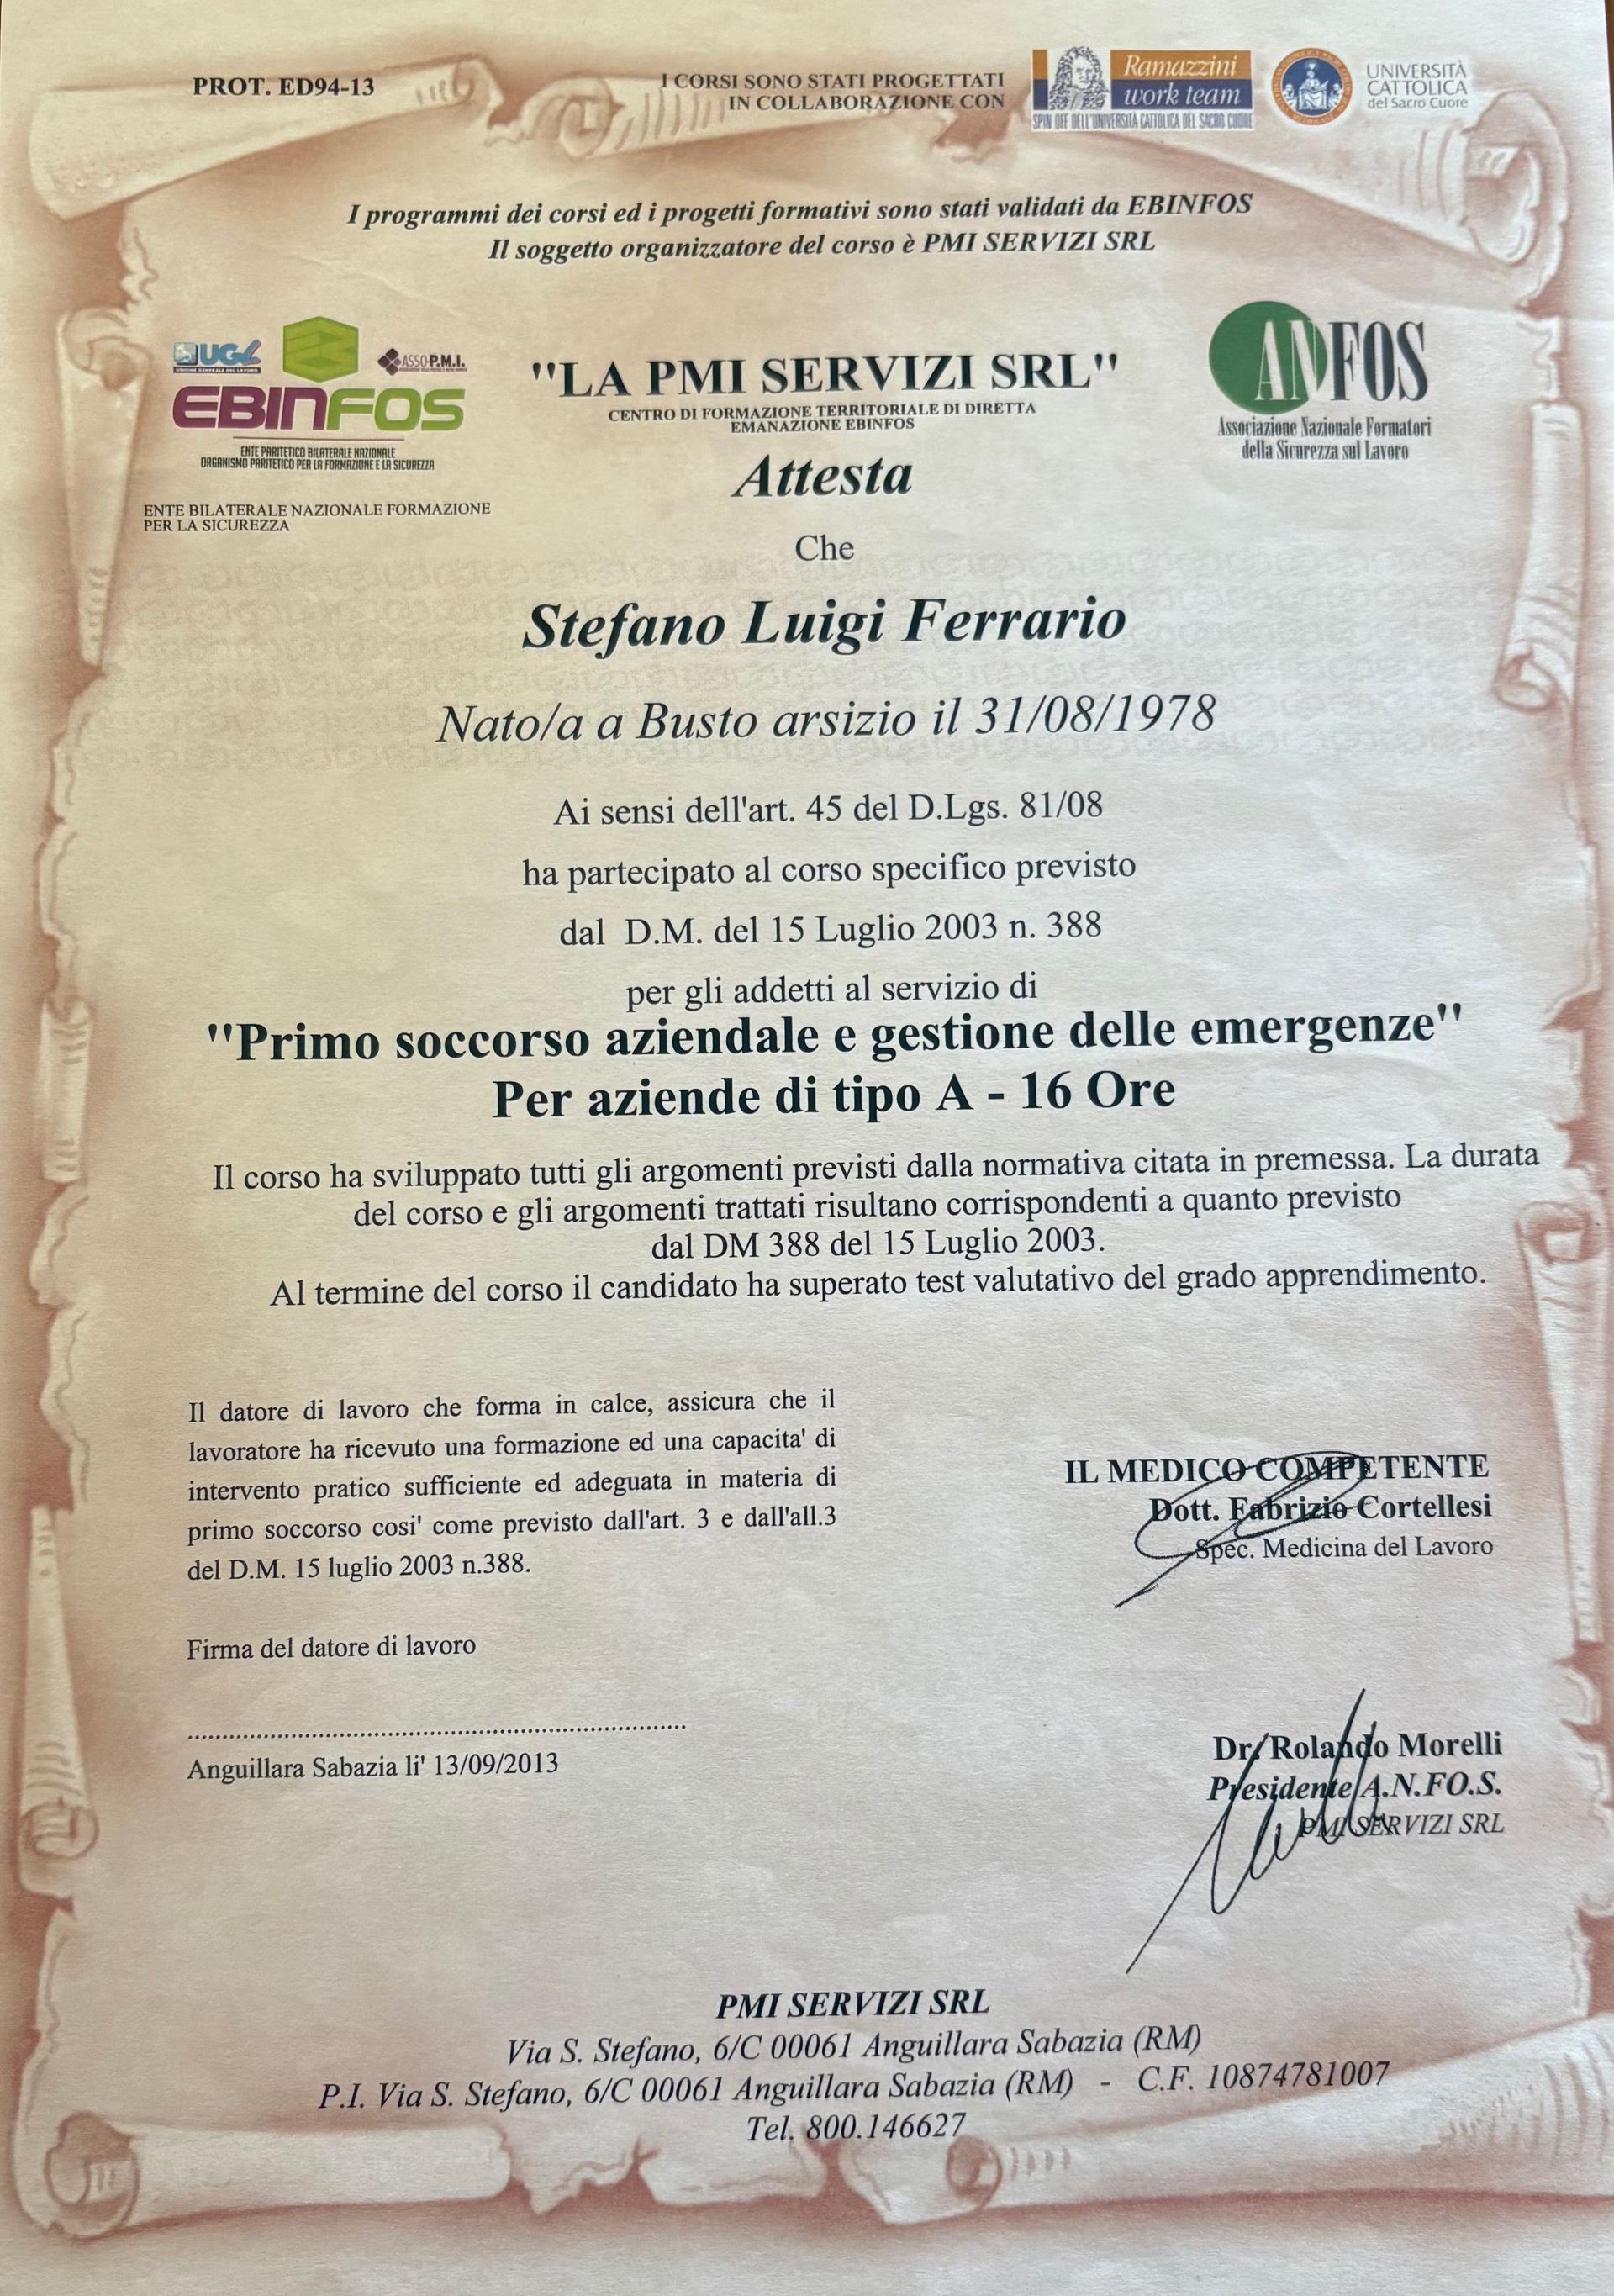 PROT. ED94-13
I CORSI SONO STATI PROGETTATI
IN COLLABORAZIONE CON
Ramazzini
work team
SPIN OFF DELL'UNIVERSITÀ CATTOLICA DEL SACRO CUORE
UNIVERSITÀ
CATTOLICA
del Sacro Cuore
I programmi dei corsi ed i progetti formativi sono stati validati da EBINFOS
Il soggetto organizzatore del corso è PMI SERVIZI SRL
UGL
ASSO P.M.I.
EBINFOS
ENTE PARITETICO BILATERALE NAZIONALE
ORGANISMO PARITETICO PER LA FORMAZIONE E LA SICUREZZA
ENTE BILATERALE NAZIONALE FORMAZIONE
PER LA SICUREZZA
"LA PMI SERVIZI SRL"
CENTRO DI FORMAZIONE TERRITORIALE DI DIRETTA
EMANAZIONE EBINFOS
ANFOS
Associazione Nazionale Formatori
della Sicurezza sul Lavoro
Attesta
Che
Stefano Luigi Ferrario
Nato/a a Busto arsizio il 31/08/1978
Ai sensi dell'art. 45 del D.Lgs. 81/08
ha partecipato al corso specifico previsto
dal D.M. del 15 Luglio 2003 n. 388
per gli addetti al servizio di
"Primo soccorso aziendale e gestione delle emergenze"
Per aziende di tipo A - 16 Ore
Il corso ha sviluppato tutti gli argomenti previsti dalla normativa citata in premessa. La durata
del corso e gli argomenti trattati risultano corrispondenti a quanto previsto
dal DM 388 del 15 Luglio 2003.
Al termine del corso il candidato ha superato test valutativo del grado apprendimento.
Il datore di lavoro che forma in calce, assicura che il
lavoratore ha ricevuto una formazione ed una capacita' di
intervento pratico sufficiente ed adeguata in materia di
primo soccorso cosi' come previsto dall'art. 3 e dall'all.3
del D.M. 15 luglio 2003 n.388.
Firma del datore di lavoro
Anguillara Sabazia li' 13/09/2013
IL MEDICO COMPETENTE
Dott. Fabrizio Cortellesi
Spec. Medicina del Lavoro
Dr. Rolando Morelli
Presidente A.N.FO.S.
PMI SERVIZI SRL
PMI SERVIZI SRL
Via S. Stefano, 6/C 00061 Anguillara Sabazia (RM)
P.I. Via S. Stefano, 6/C 00061 Anguillara Sabazia (RM) - C.F. 10874781007
Tel. 800.146627